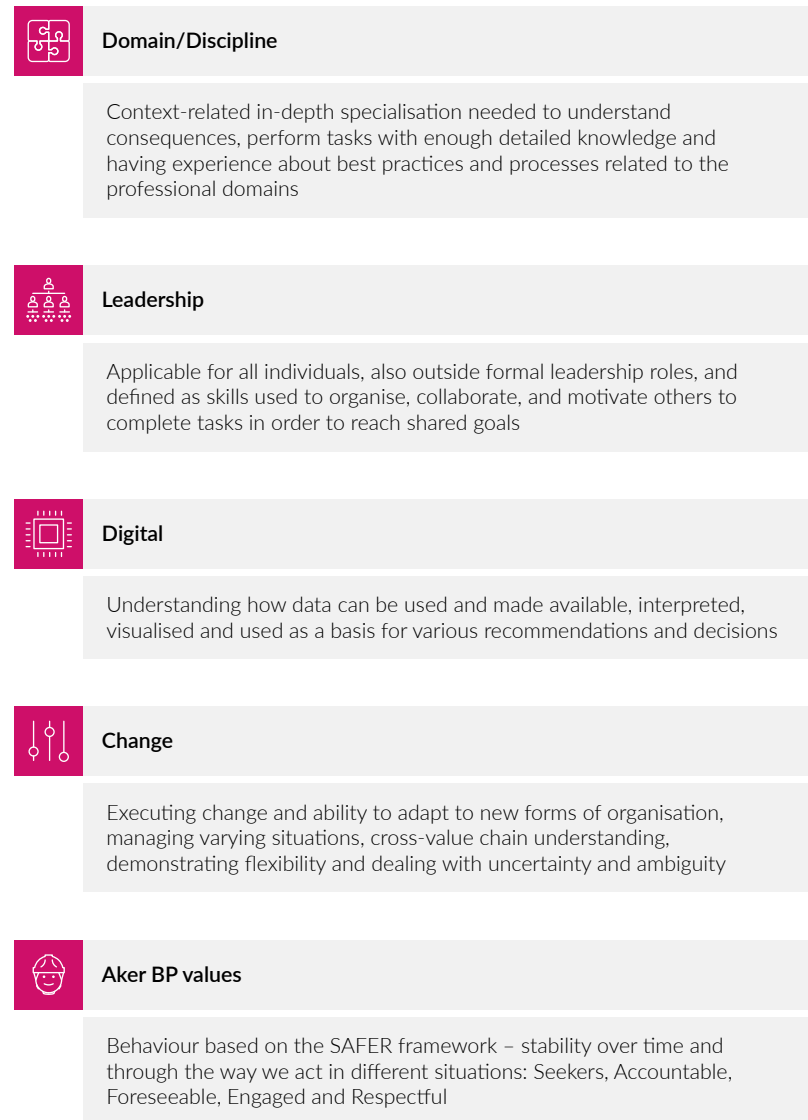 Domain/Discipline
Context-related in-depth specialisation needed to understand
consequences, perform tasks with enough detailed knowledge and
having experience about best practices and processes related to the
professional domains
Leadership
Applicable for all individuals, also outside formal leadership roles, and
defined as skills used to organise, collaborate, and motivate others to
complete tasks in order to reach shared goals
Digital
Understanding how data can be used and made available, interpreted,
visualised and used as a basis for various recommendations and decisions
Change
Executing change and ability to adapt to new forms of organisation,
managing varying situations, cross-value chain understanding,
demonstrating flexibility and dealing with uncertainty and ambiguity
Aker BP values
Behaviour based on the SAFER framework – stability over time and
through the way we act in different situations: Seekers, Accountable,
Foreseeable, Engaged and Respectful